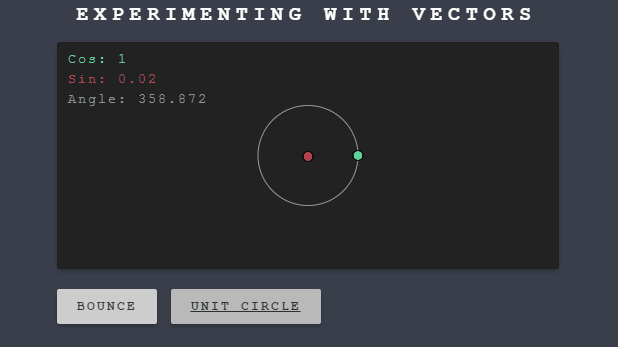 EXPERIMENTING WITH VECTORS
Cos: 1
Sin: 0.02
Angle: 358.872
BOUNCE
UNIT CIRCLE